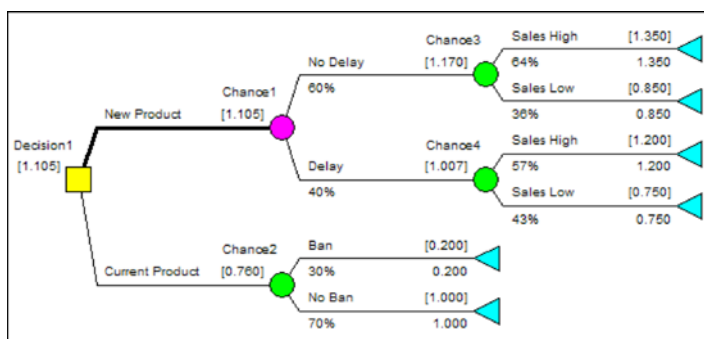 Chance3
Sales High [1.350]
64% 1.350
No Delay [1.170]
60%
Sales Low [0.850]
36% 0.850
Chance1
New Product [1.105]
Chance4
Sales High [1.200]
57% 1.200
Delay [1.007]
40%
Sales Low [0.750]
43% 0.750
Decision1
[1.105]
Chance2
Current Product [0.760]
Ban [0.200]
30% 0.200
No Ban [1.000]
70% 1.000